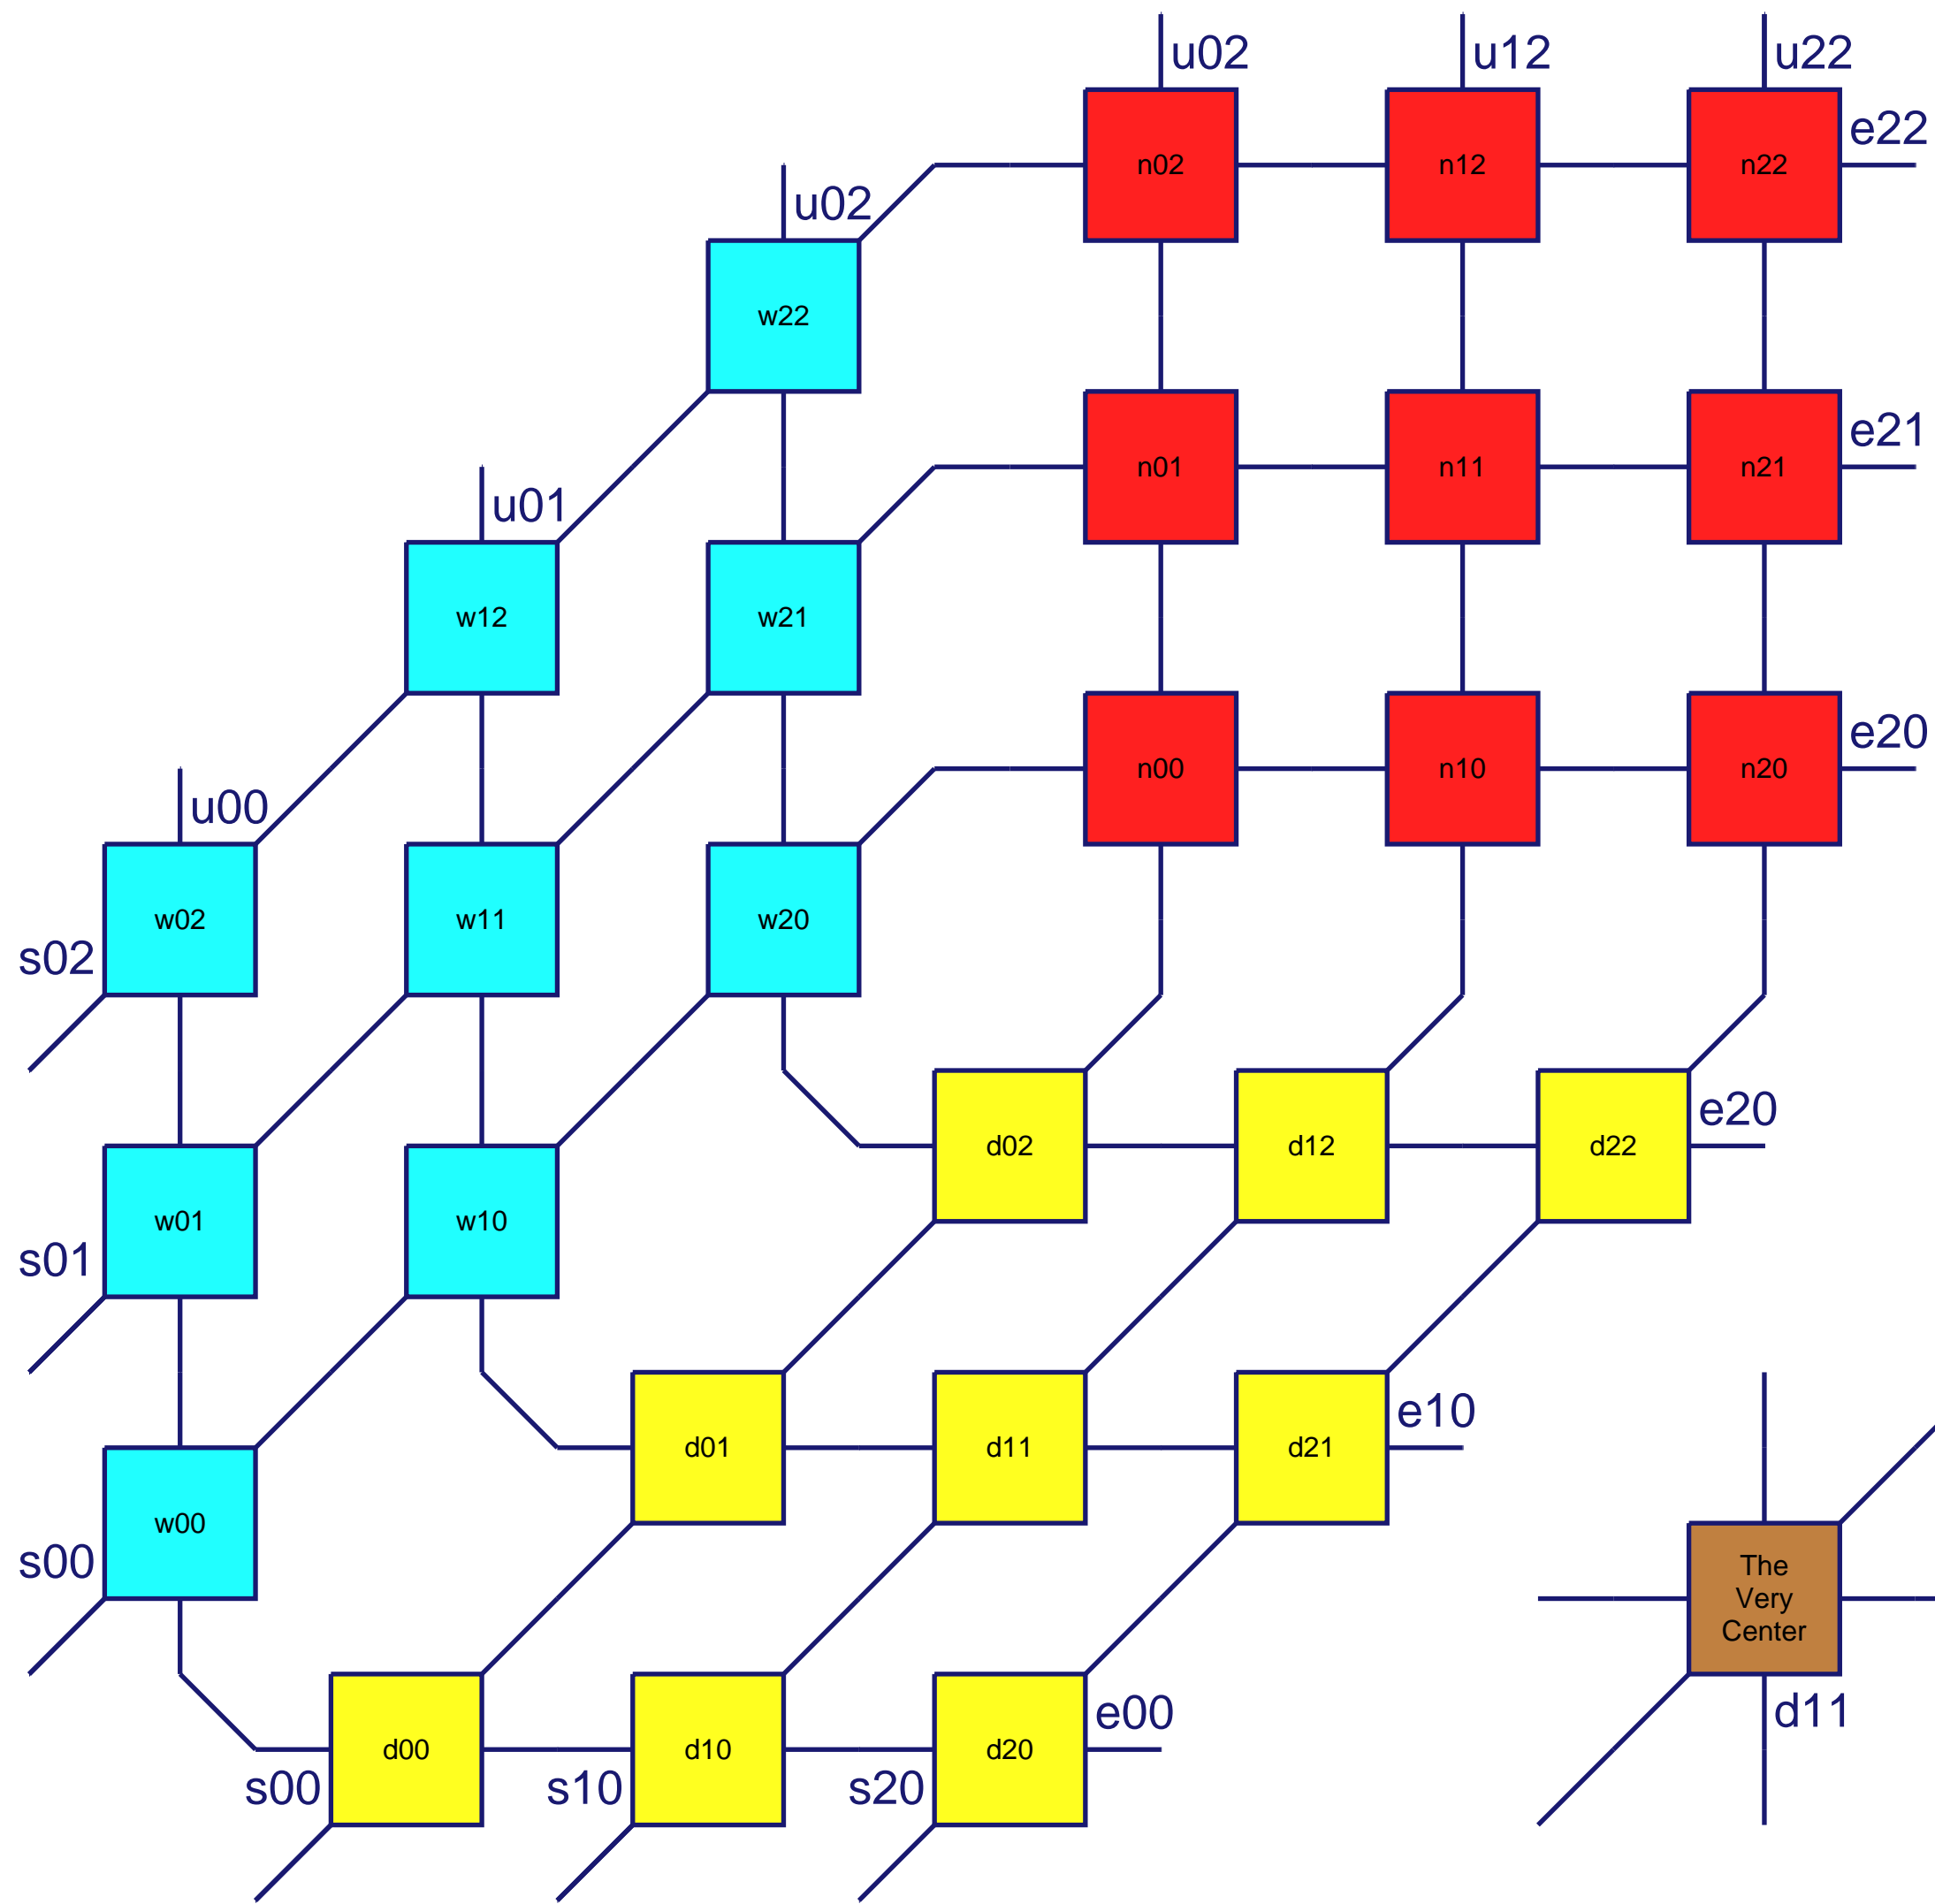 u02 u12 u22
e22
n02 n12 n22
u02
w22
e21
n01 n11 n21
u01
w12 w21
e20
n00 n10 n20
u00
w02 w11 w20
s02
e20
d02 d12 d22
w01 w10
s01
e10
d01 d11 d21
w00
s00
The
Very
Center
d11
e00
d00 d10 d20
s00 s10 s20